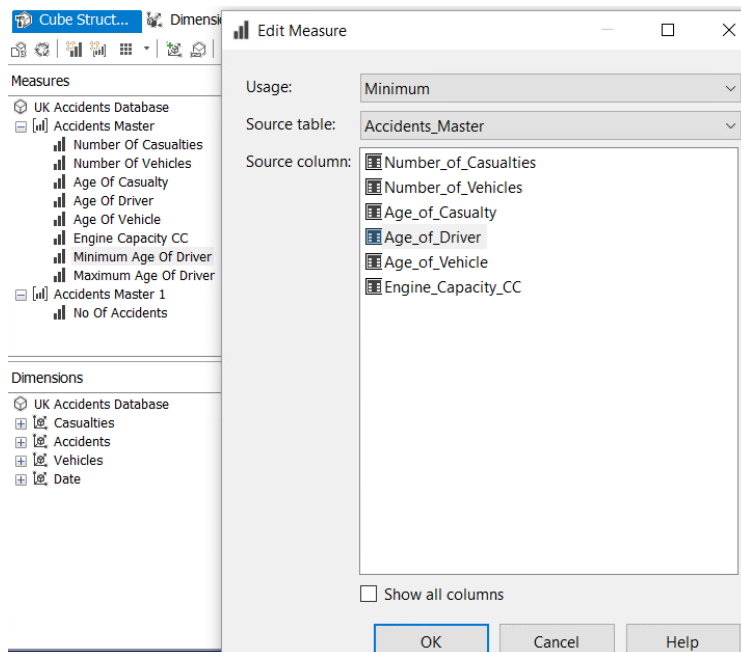 Cube Struct...
Dimensi
Measures
UK Accidents Database
Accidents Master
Number Of Casualties
Number Of Vehicles
Age Of Casualty
Age Of Driver
Age Of Vehicle
Engine Capacity CC
Minimum Age Of Driver
Maximum Age Of Driver
Accidents Master 1
No Of Accidents
Dimensions
UK Accidents Database
Casualties
Accidents
Vehicles
Date
Edit Measure
Usage:
Minimum
Source table:
Accidents_Master
Source column:
Number_of_Casualties
Number_of_Vehicles
Age_of_Casualty
Age_of_Driver
Age_of_Vehicle
Engine_Capacity_CC
Show all columns
OK
Cancel
Help